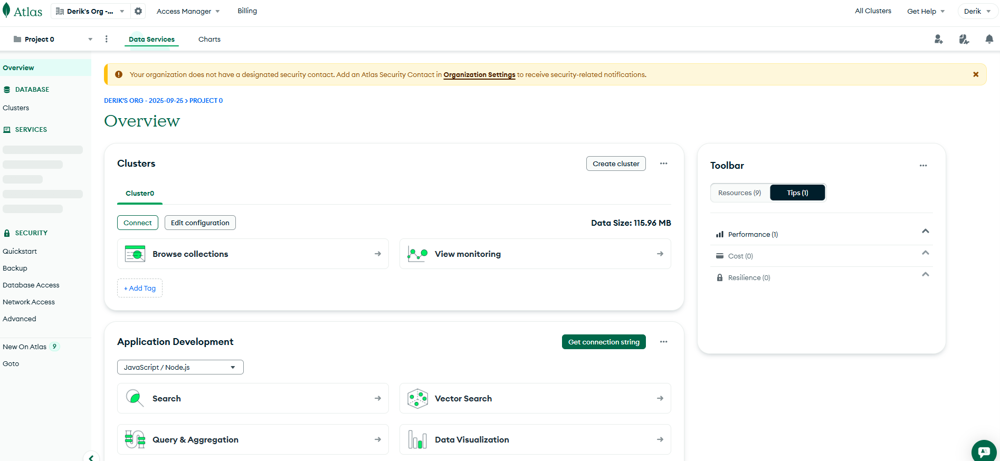 Atlas
Derik's Org -...
Access Manager
Billing
All Clusters
Get Help
Derik
Project 0
Data Services
Charts
Overview
DATABASE
Clusters
SERVICES
SECURITY
Quickstart
Backup
Database Access
Network Access
Advanced
New On Atlas 9
Goto
Your organization does not have a designated security contact. Add an Atlas Security Contact in Organization Settings to receive security-related notifications.
DERIK'S ORG - 2025-09-25 > PROJECT 0
Overview
Clusters
Create cluster
Cluster0
Connect
Edit configuration
Data Size: 115.96 MB
Browse collections
View monitoring
+ Add Tag
Application Development
Get connection string
JavaScript / Node.js
Search
Vector Search
Query & Aggregation
Data Visualization
Toolbar
Resources (9)
Tips (1)
Performance (1)
Cost (0)
Resilience (0)